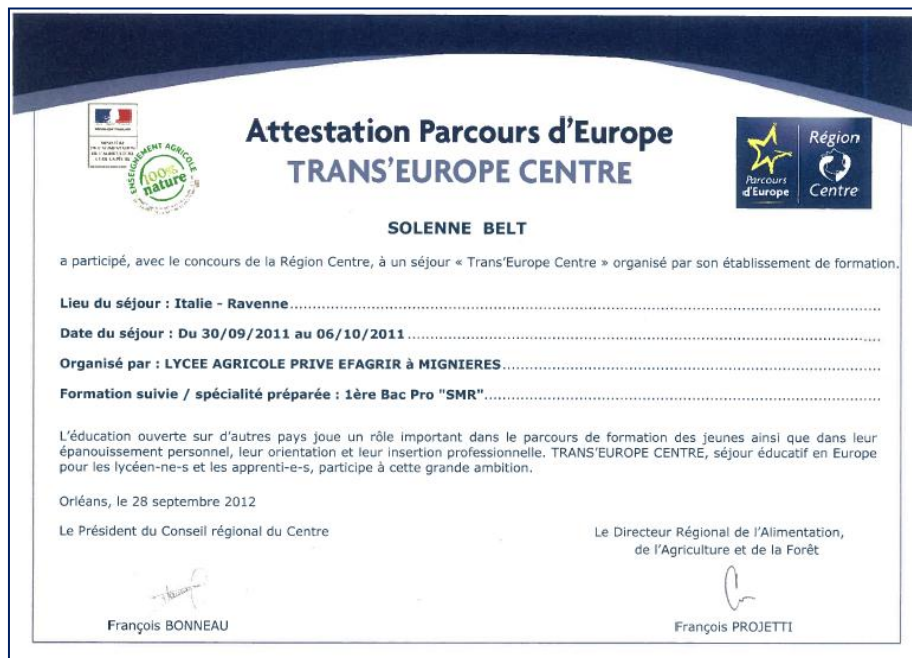 Attestation Parcours d'Europe
TRANS'EUROPE CENTRE
ENSEIGNEMENT AGRICOLE
100%
nature
Parcours
d'Europe
Région
Centre
SOLENNE BELT
a participé, avec le concours de la Région Centre, à un séjour « Trans'Europe Centre » organisé par son établissement de formation.
Lieu du séjour : Italie - Ravenne
Date du séjour : Du 30/09/2011 au 06/10/2011
Organisé par : LYCEE AGRICOLE PRIVE EFAGRIR à MIGNIERES
Formation suivie / spécialité préparée : 1ère Bac Pro "SMR"
L'éducation ouverte sur d'autres pays joue un rôle important dans le parcours de formation des jeunes ainsi que dans leur
épanouissement personnel, leur orientation et leur insertion professionnelle. TRANS'EUROPE CENTRE, séjour éducatif en Europe
pour les lycéen-ne-s et les apprenti-e-s, participe à cette grande ambition.
Orléans, le 28 septembre 2012
Le Président du Conseil régional du Centre
Le Directeur Régional de l'Alimentation,
de l'Agriculture et de la Forêt
François BONNEAU
François PROJETTI